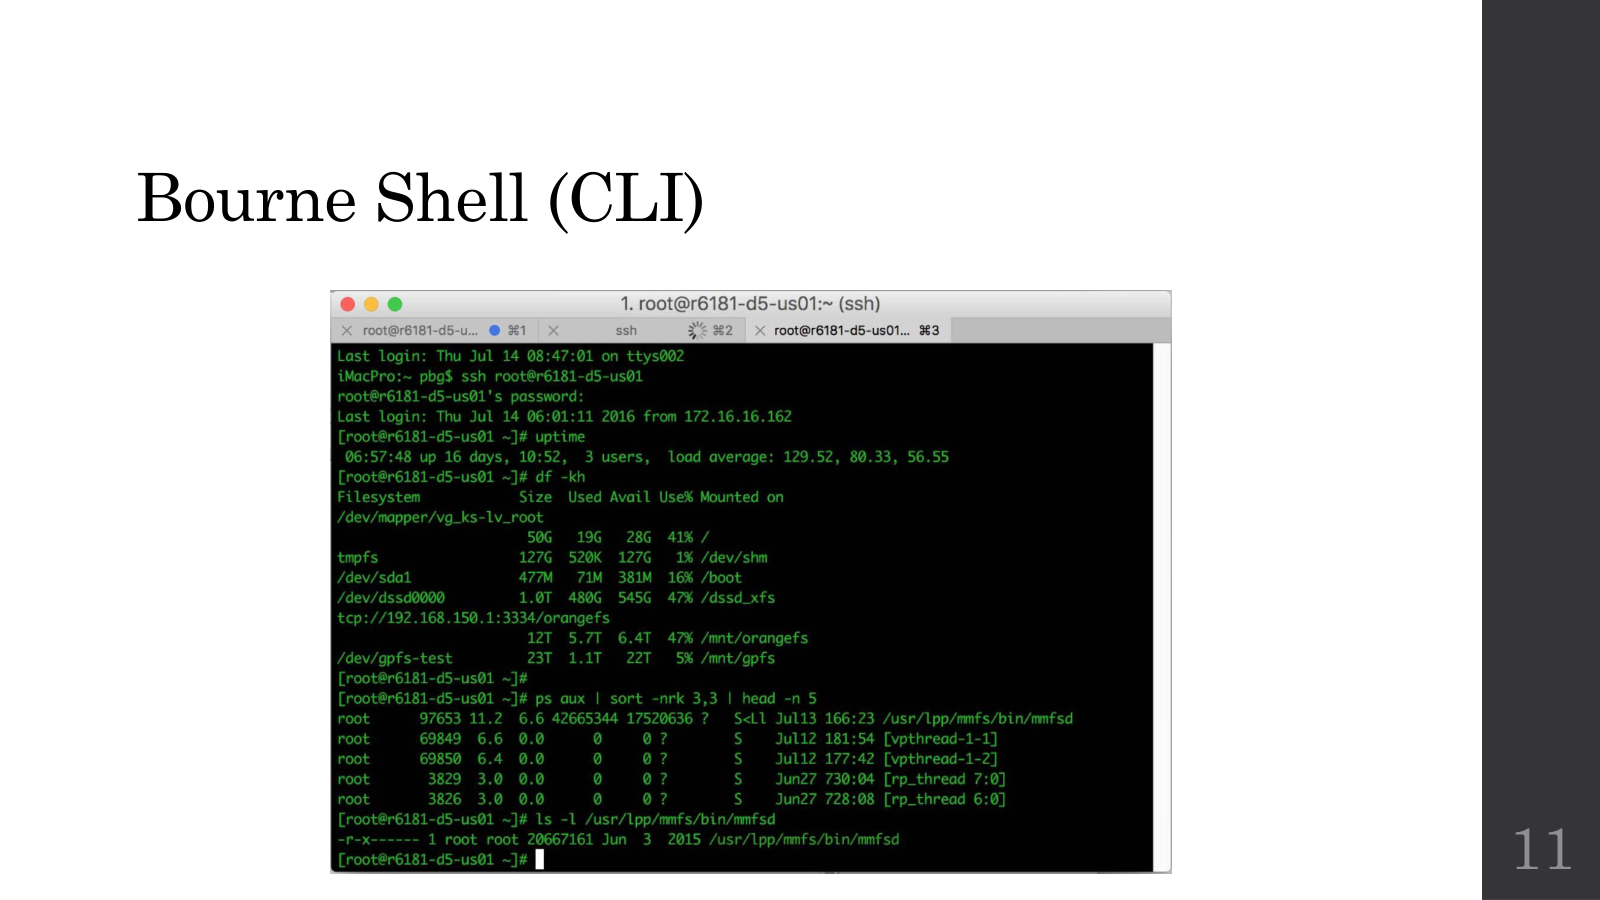 Bourne Shell (CLI)
1. root@r6181-d5-us01:~ (ssh)
root@r6181-d5-u... ⌘1 ssh ⌘2 root@r6181-d5-us01... ⌘3
Last login: Thu Jul 14 08:47:01 on ttys002
iMacPro:~ pbg$ ssh root@r6181-d5-us01
root@r6181-d5-us01's password:
Last login: Thu Jul 14 06:01:11 2016 from 172.16.16.162
[root@r6181-d5-us01 ~]# uptime
06:57:48 up 16 days, 10:52,  3 users,  load average: 129.52, 80.33, 56.55
[root@r6181-d5-us01 ~]# df -kh
Filesystem            Size  Used Avail Use% Mounted on
/dev/mapper/vg_ks-lv_root
50G   19G   28G  41% /
tmpfs                 127G  520K  127G   1% /dev/shm
/dev/sda1             477M   71M  381M  16% /boot
/dev/dssd0000         1.0T  480G  545G  47% /dssd_xfs
tcp://192.168.150.1:3334/orangefs
12T  5.7T  6.4T  47% /mnt/orangefs
/dev/gpfs-test         23T  1.1T   22T   5% /mnt/gpfs
[root@r6181-d5-us01 ~]#
[root@r6181-d5-us01 ~]# ps aux | sort -nrk 3,3 | head -n 5
root      97653 11.2  6.6 42665344 17520636 ?   S<Ll Jul13 166:23 /usr/lpp/mmfs/bin/mmfsd
root      69849  6.6  0.0      0     0 ?        S    Jul12 181:54 [vpthread-1-1]
root      69850  6.4  0.0      0     0 ?        S    Jul12 177:42 [vpthread-1-2]
root       3829  3.0  0.0      0     0 ?        S    Jun27 730:04 [rp_thread 7:0]
root       3826  3.0  0.0      0     0 ?        S    Jun27 728:08 [rp_thread 6:0]
[root@r6181-d5-us01 ~]# ls -l /usr/lpp/mmfs/bin/mmfsd
-r-x------ 1 root root 20667161 Jun  3  2015 /usr/lpp/mmfs/bin/mmfsd
[root@r6181-d5-us01 ~]#
11